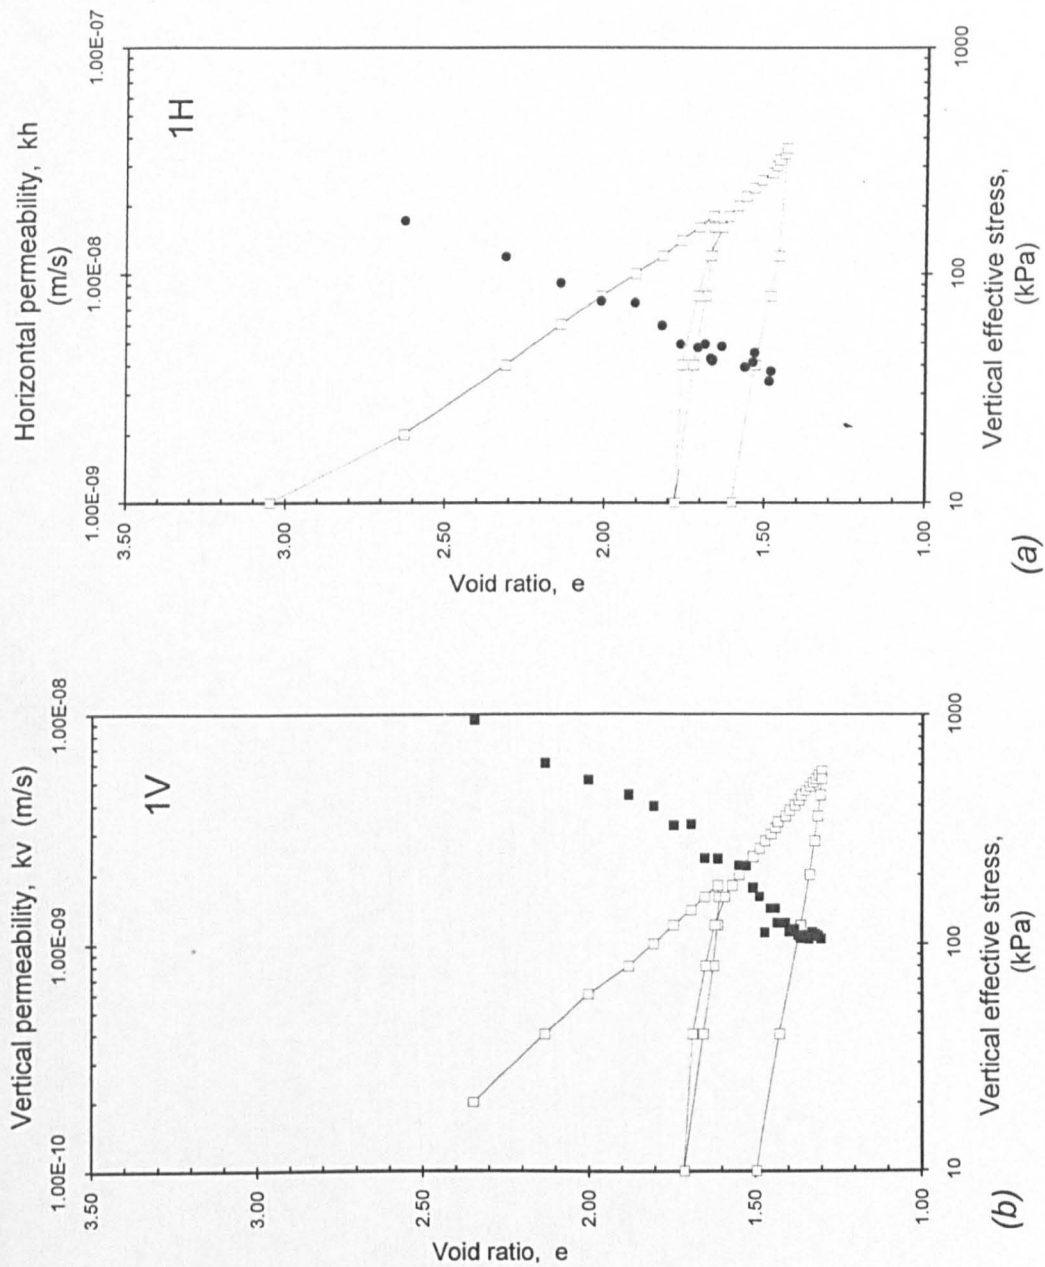 Horizontal permeability, kh
(m/s)
1.00E-09
1.00E-08
1.00E-07
1H
3.50
3.00
2.50
2.00
1.50
1.00
Void ratio, e
10
100
1000
Vertical effective stress,
(kPa)
(a)
Vertical permeability, kv (m/s)
1.00E-10
1.00E-09
1.00E-08
1V
3.50
3.00
2.50
2.00
1.50
1.00
Void ratio, e
10
100
1000
Vertical effective stress,
(kPa)
(b)